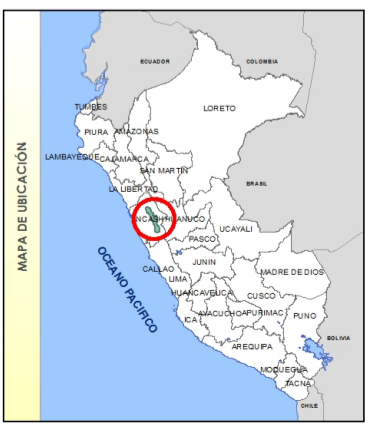 MAPA DE UBICACIÓN
ECUADOR
COLOMBIA
LORETO
TUMBES
PIURA
AMAZONAS
LAMBAYEQUE
CAJAMARCA
SAN MARTIN
LA LIBERTAD
BRASIL
ANCASH
HUANUCO
UCAYALI
PASCO
OCEANO PACIFICO
CALLAO
LIMA
JUNIN
MADRE DE DIOS
HUANCAVELICA
CUSCO
ICA
AYACUCHO
APURIMAC
PUNO
AREQUIPA
BOLIVIA
MOQUEGUA
TACNA
CHILE